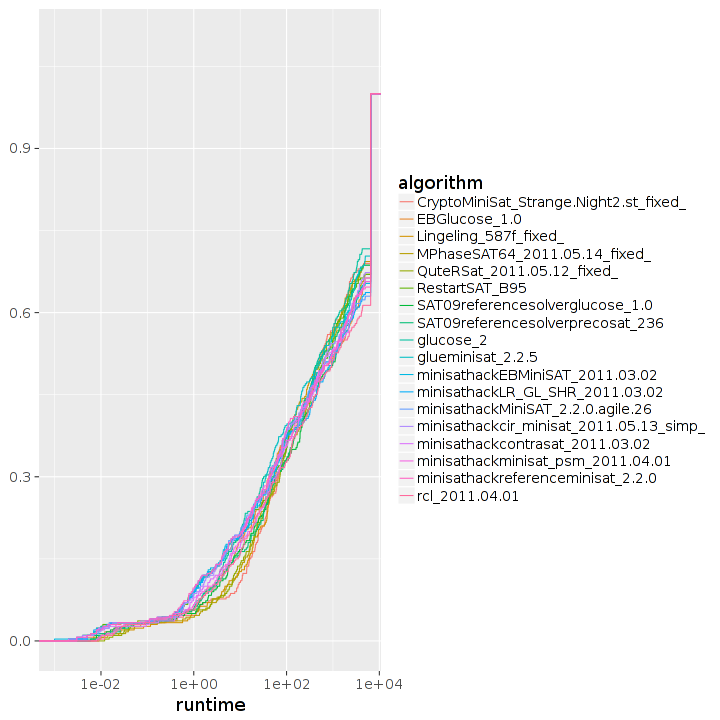 0.9
0.6
0.3
0.0
1e-02
1e+00
1e+02
1e+04
runtime
algorithm
CryptoMiniSat_Strange.Night2.st_fixed_
EBGlucose_1.0
Lingeling_587f_fixed_
MPhaseSAT64_2011.05.14_fixed_
QuteRSat_2011.05.12_fixed_
RestartSAT_B95
SAT09referencesolverglucose_1.0
SAT09referencesolverprecosat_236
glucose_2
glueminisat_2.2.5
minisathackEBMiniSAT_2011.03.02
minisathackLR_GL_SHR_2011.03.02
minisathackMiniSAT_2.2.0.agile.26
minisathackcir_minisat_2011.05.13_simp_
minisathackcontrasat_2011.03.02
minisathackminisat_psm_2011.04.01
minisathackreferenceminisat_2.2.0
rcl_2011.04.01